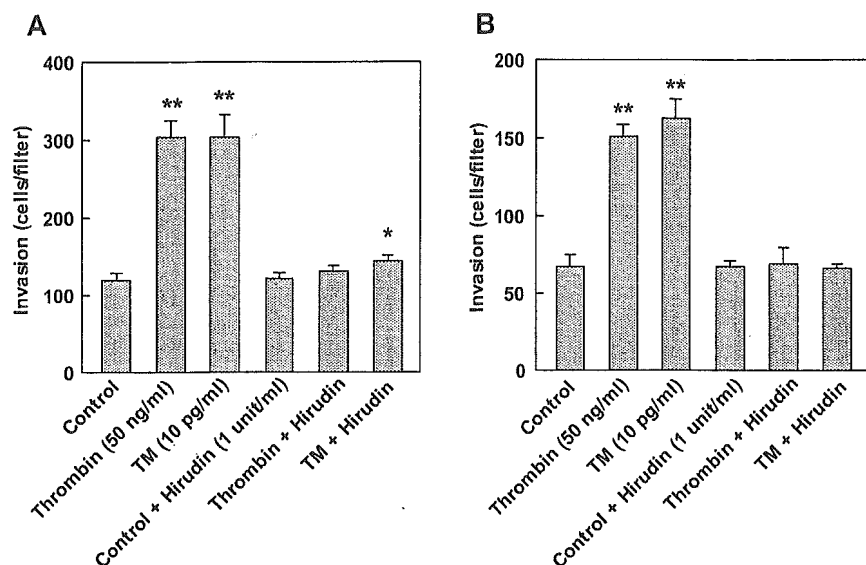 A
Invasion (cells/filter)
400
300
200
100
0
**
**
*
Control
Thrombin (50 ng/ml)
TM (10 pg/ml)
Control + Hirudin (1 unit/ml)
Thrombin + Hirudin
TM + Hirudin
B
Invasion (cells/filter)
200
150
100
50
0
**
**
Control
Thrombin (50 ng/ml)
TM (10 pg/ml)
Control + Hirudin (1 unit/ml)
Thrombin + Hirudin
TM + Hirudin